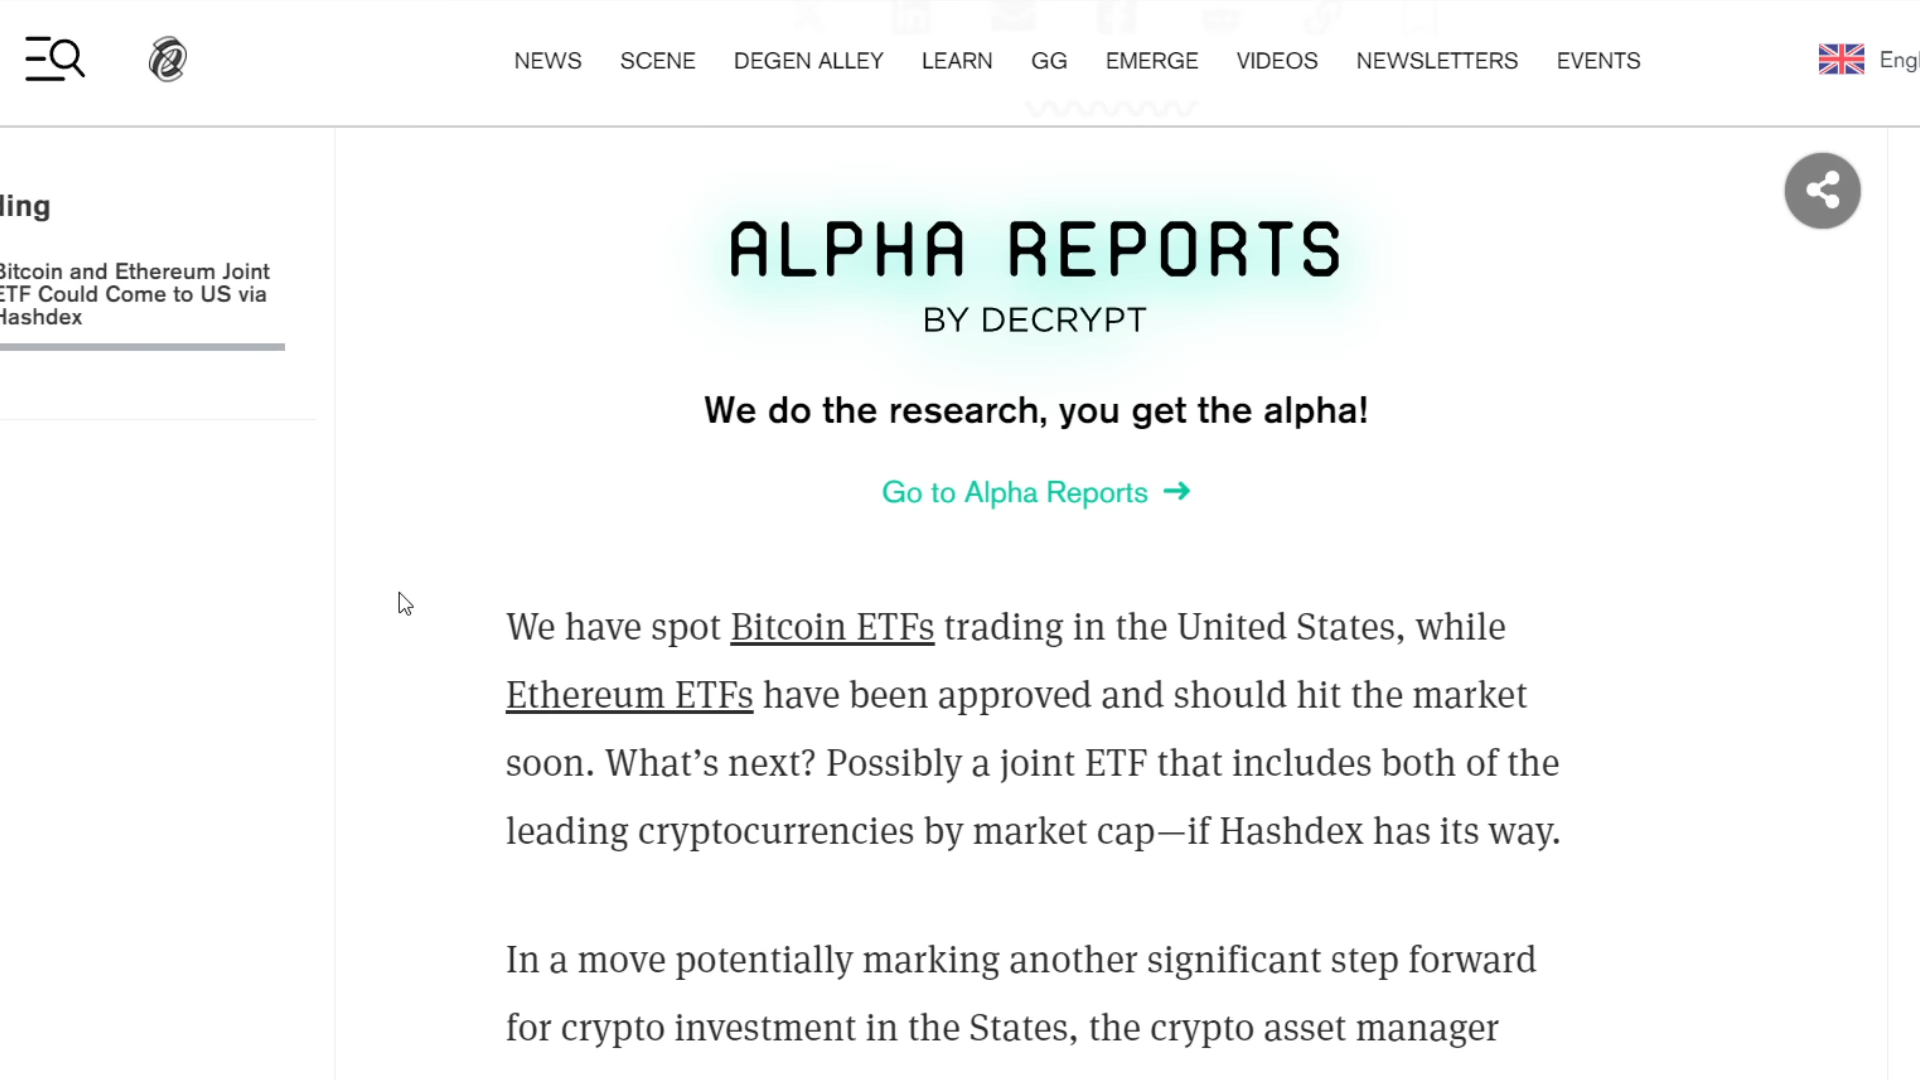 NEWS SCENE DEGEN ALLEY LEARN GG EMERGE VIDEOS NEWSLETTERS EVENTS Engl
ling
Bitcoin and Ethereum Joint
ETF Could Come to US via
Hashdex
ALPHA REPORTS
BY DECRYPT
We do the research, you get the alpha!
Go to Alpha Reports →
We have spot Bitcoin ETFs trading in the United States, while
Ethereum ETFs have been approved and should hit the market
soon. What’s next? Possibly a joint ETF that includes both of the
leading cryptocurrencies by market cap—if Hashdex has its way.
In a move potentially marking another significant step forward
for crypto investment in the States, the crypto asset manager